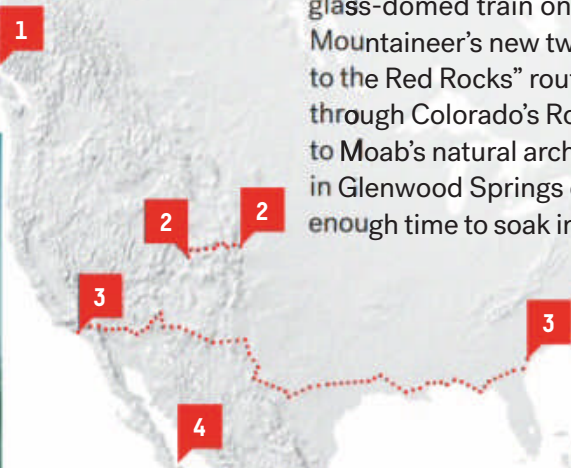 glass-domed train on
Mountaineer’s new tw
to the Red Rocks” rout
through Colorado’s Ro
to Moab’s natural arch
in Glenwood Springs
enough time to soak in
1
2
2
3
3
4